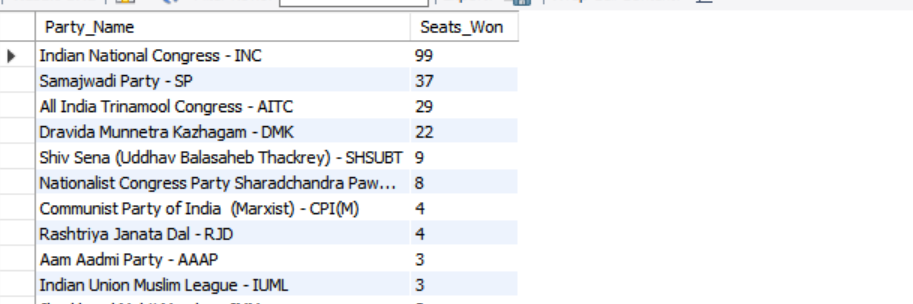 Party_Name Seats_Won
Indian National Congress - INC 99
Samajwadi Party - SP 37
All India Trinamool Congress - AITC 29
Dravida Munnetra Kazhagam - DMK 22
Shiv Sena (Uddhav Balasaheb Thackrey) - SHSUBT 9
Nationalist Congress Party Sharadchandra Paw... 8
Communist Party of India  (Marxist) - CPI(M) 4
Rashtriya Janata Dal - RJD 4
Aam Aadmi Party - AAAP 3
Indian Union Muslim League - IUML 3